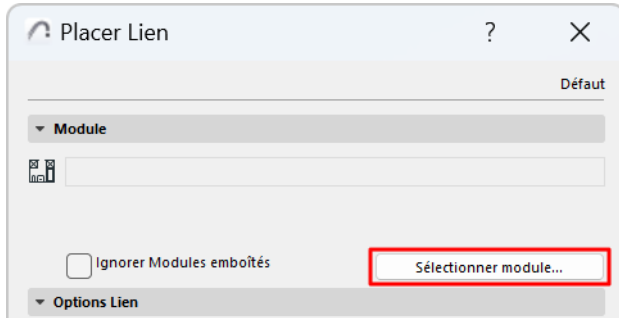 Placer Lien ?
Défaut
Module
Ignorer Modules emboîtés
Sélectionner module...
Options Lien